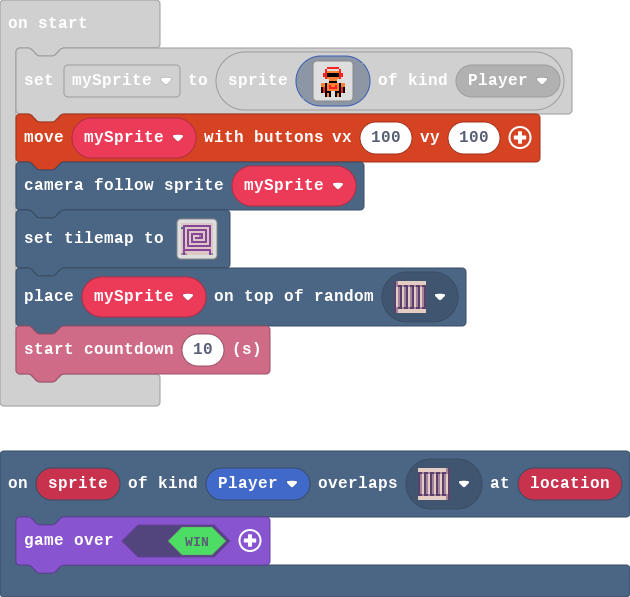 on start
set mySprite to sprite of kind Player
move mySprite with buttons vx 100 vy 100
camera follow sprite mySprite
set tilemap to
place mySprite on top of random
start countdown 10 (s)
on sprite of kind Player overlaps at location
game over WIN